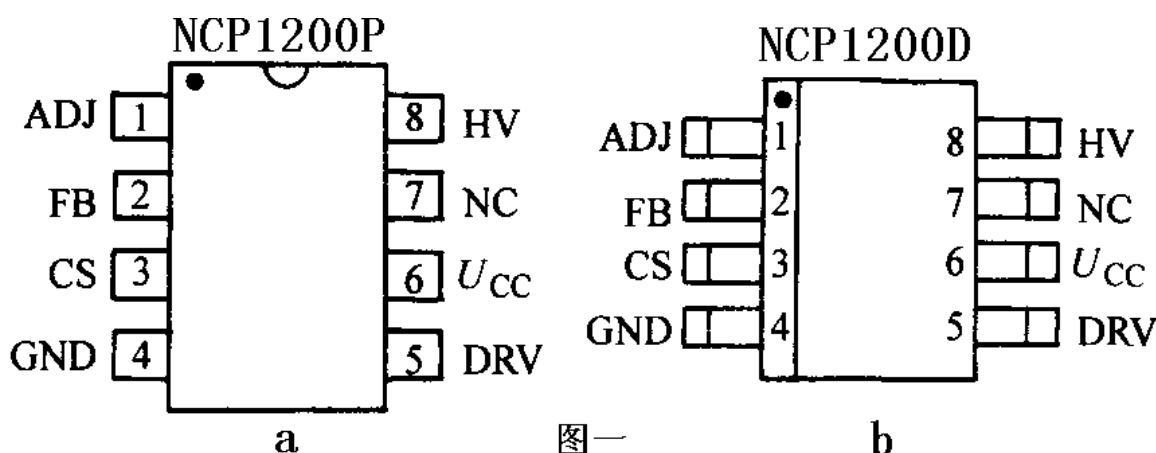 NCP1200P
ADJ 1 8 HV
FB 2 7 NC
CS 3 6 UCC
GND 4 5 DRV
a
NCP1200D
ADJ 1 8 HV
FB 2 7 NC
CS 3 6 UCC
GND 4 5 DRV
b
图一